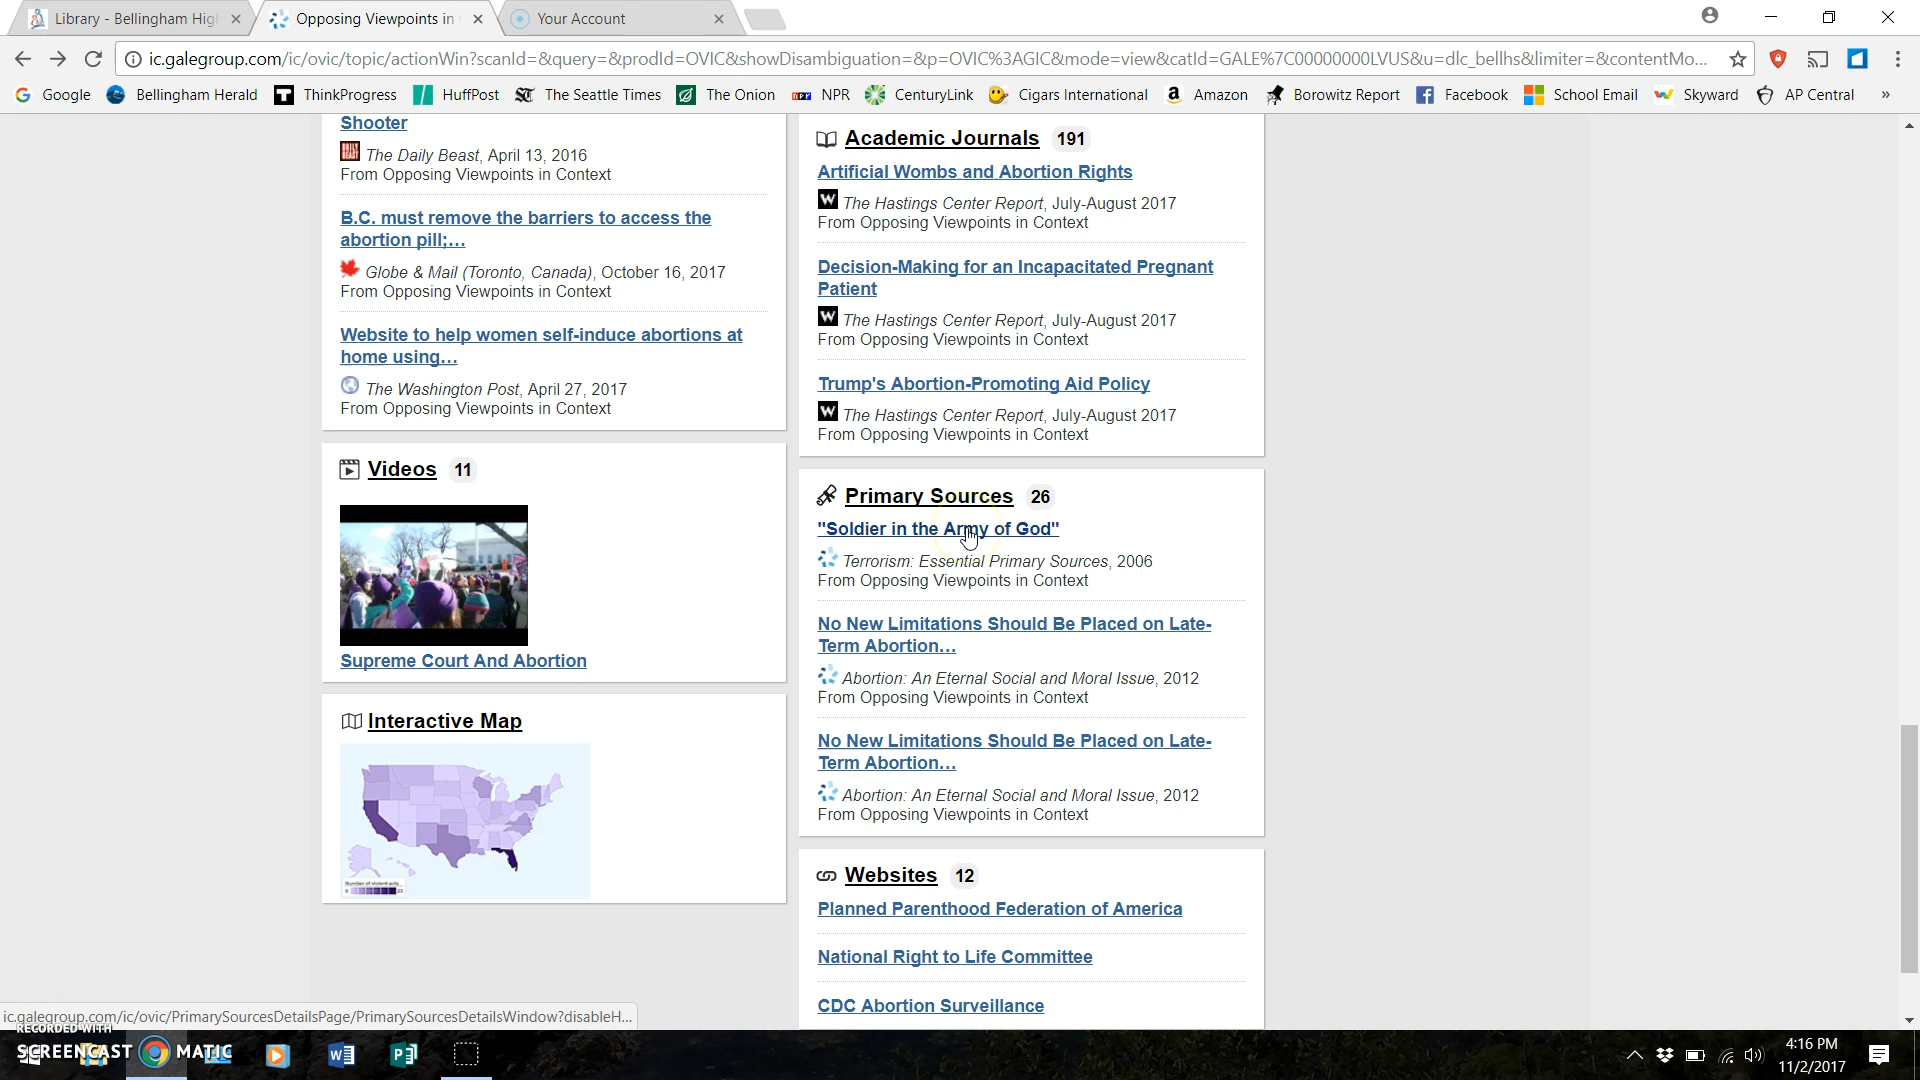 Library - Bellingham Hig
Opposing Viewpoints in
Your Account
ic.galegroup.com/ic/ovic/topic/actionWin?scanId=&query=&prodId=OVIC&showDisambiguation=&p=OVIC%3AGIC&mode=view&catId=GALE%7C00000000LVUS&u=dlc_bellhs&limiter=&contentMo...
Google Bellingham Herald ThinkProgress HuffPost The Seattle Times The Onion NPR CenturyLink Cigars International Amazon Borowitz Report Facebook School Email Skyward AP Central »
Shooter
The Daily Beast, April 13, 2016
From Opposing Viewpoints in Context
B.C. must remove the barriers to access the
abortion pill;...
Globe & Mail (Toronto, Canada), October 16, 2017
From Opposing Viewpoints in Context
Website to help women self-induce abortions at
home using...
The Washington Post, April 27, 2017
From Opposing Viewpoints in Context
Videos 11
Supreme Court And Abortion
Interactive Map
Academic Journals 191
Artificial Wombs and Abortion Rights
The Hastings Center Report, July-August 2017
From Opposing Viewpoints in Context
Decision-Making for an Incapacitated Pregnant
Patient
The Hastings Center Report, July-August 2017
From Opposing Viewpoints in Context
Trump's Abortion-Promoting Aid Policy
The Hastings Center Report, July-August 2017
From Opposing Viewpoints in Context
Primary Sources 26
"Soldier in the Army of God"
Terrorism: Essential Primary Sources, 2006
From Opposing Viewpoints in Context
No New Limitations Should Be Placed on Late-
Term Abortion...
Abortion: An Eternal Social and Moral Issue, 2012
From Opposing Viewpoints in Context
No New Limitations Should Be Placed on Late-
Term Abortion...
Abortion: An Eternal Social and Moral Issue, 2012
From Opposing Viewpoints in Context
Websites 12
Planned Parenthood Federation of America
National Right to Life Committee
CDC Abortion Surveillance
ic.galegroup.com/ic/ovic/PrimarySourcesDetailsPage/PrimarySourcesDetailsWindow?disableH...
RECORDED WITH
SCREENCAST MATIC
4:16 PM
11/2/2017